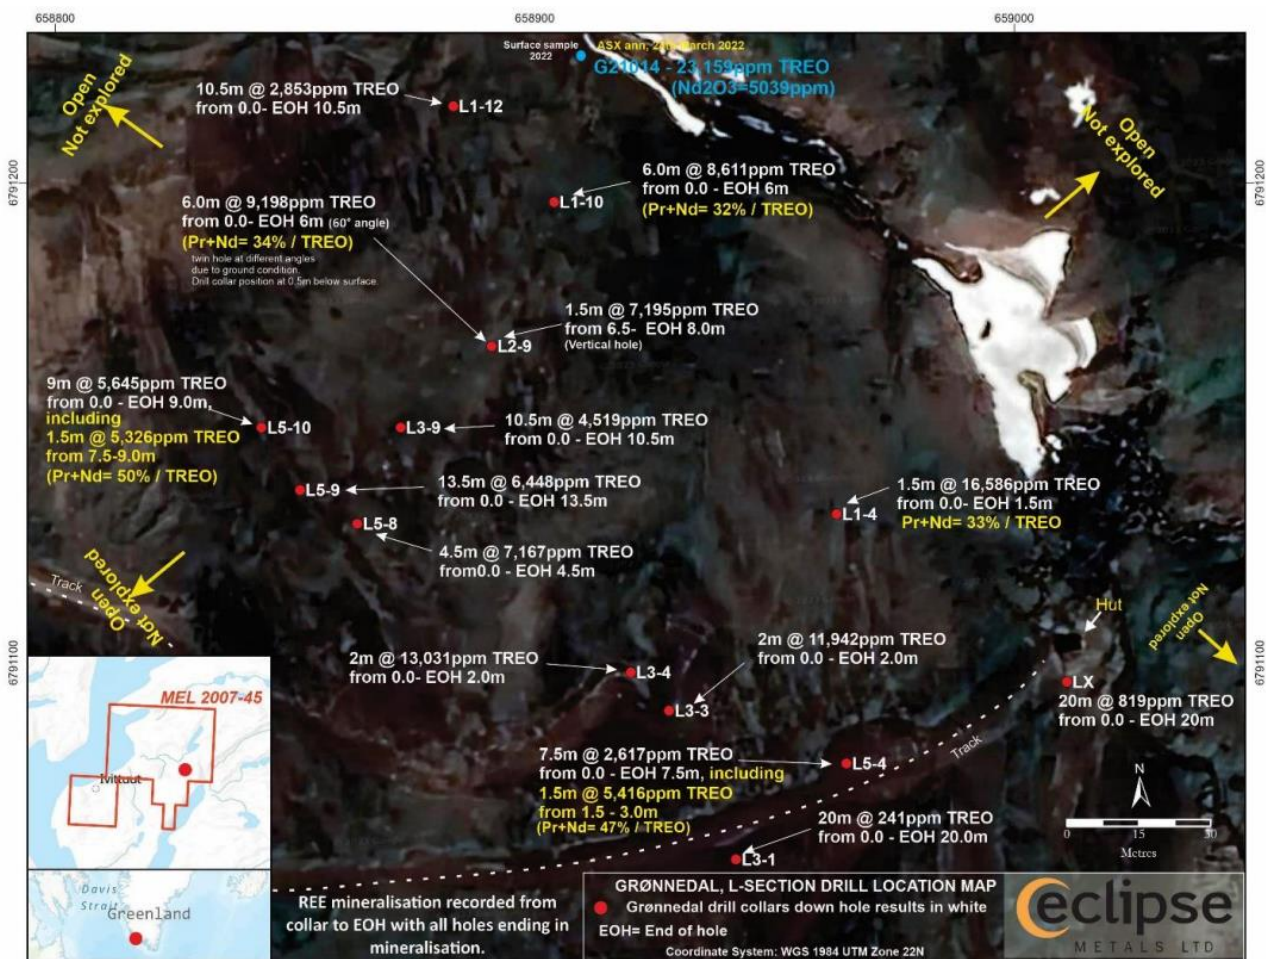 658800
658900
659000
6791200
6791100
6791200
6791100
Open
Not explored
Surface sample
2022
ASX ann, March 2022
G21014 - 23,159ppm TREO
(Nd2O3=5039ppm)
Open
Not explored
10.5m @ 2,853ppm TREO
from 0.0- EOH 10.5m
L1-12
6.0m @ 8,611ppm TREO
from 0.0 - EOH 6m
(Pr+Nd= 32% / TREO)
L1-10
6.0m @ 9,198ppm TREO
from 0.0- EOH 6m (60° angle)
(Pr+Nd= 34% / TREO)
twin hole at different angles
due to ground condition.
Drill collar position at 0.5m below surface.
1.5m @ 7,195ppm TREO
from 6.5- EOH 8.0m
(Vertical hole)
L2-9
9m @ 5,645ppm TREO
from 0.0 - EOH 9.0m,
including
1.5m @ 5,326ppm TREO
from 7.5-9.0m
(Pr+Nd= 50% / TREO)
L5-10
L3-9
10.5m @ 4,519ppm TREO
from 0.0 - EOH 10.5m
L5-9
13.5m @ 6,448ppm TREO
from 0.0 - EOH 13.5m
L5-8
4.5m @ 7,167ppm TREO
from0.0 - EOH 4.5m
1.5m @ 16,586ppm TREO
from 0.0- EOH 1.5m
Pr+Nd= 33% / TREO
L1-4
Track
Open
Not explored
Hut
Open
Not explored
2m @ 13,031ppm TREO
from 0.0- EOH 2.0m
L3-4
2m @ 11,942ppm TREO
from 0.0 - EOH 2.0m
L3-3
LX
20m @ 819ppm TREO
from 0.0 - EOH 20m
7.5m @ 2,617ppm TREO
from 0.0 - EOH 7.5m, including
1.5m @ 5,416ppm TREO
from 1.5 - 3.0m
(Pr+Nd= 47% / TREO)
L5-4
Track
20m @ 241ppm TREO
from 0.0 - EOH 20.0m
L3-1
N
0 15 30
Metres
MEL 2007-45
Ivittuut
Davis
Strait
Greenland
REE mineralisation recorded from
collar to EOH with all holes ending in
mineralisation.
GRØNNEDAL, L-SECTION DRILL LOCATION MAP
Grønnedal drill collars down hole results in white
EOH= End of hole
Coordinate System: WGS 1984 UTM Zone 22N
eclipse
METALS LTD